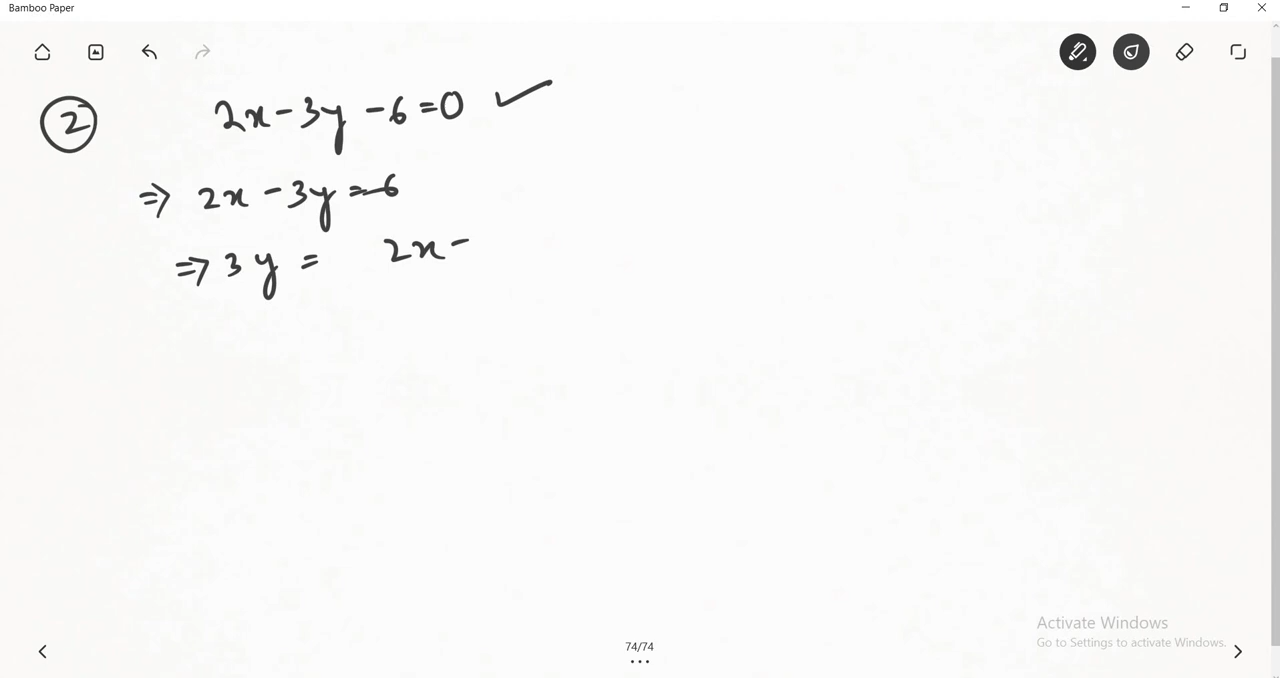 Bamboo Paper
② 2x - 3y - 6 = 0 ✓
⇒ 2x - 3y = -6
⇒ 3y = 2x -
Activate Windows
Go to Settings to activate Windows.
74/74